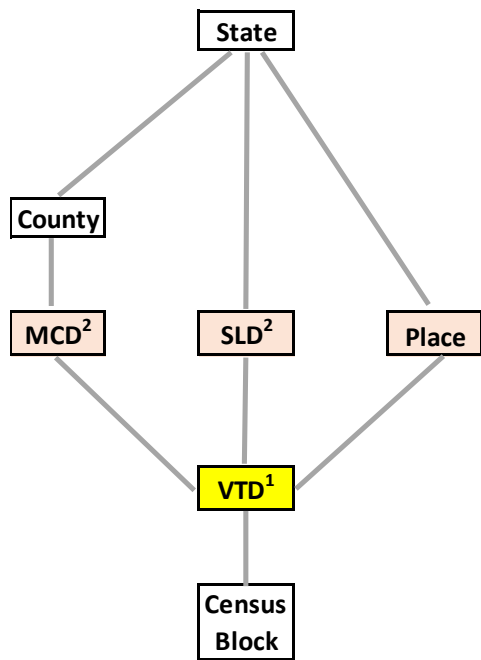 State
County
MCD²
SLD²
Place
VTD¹
Census
Block